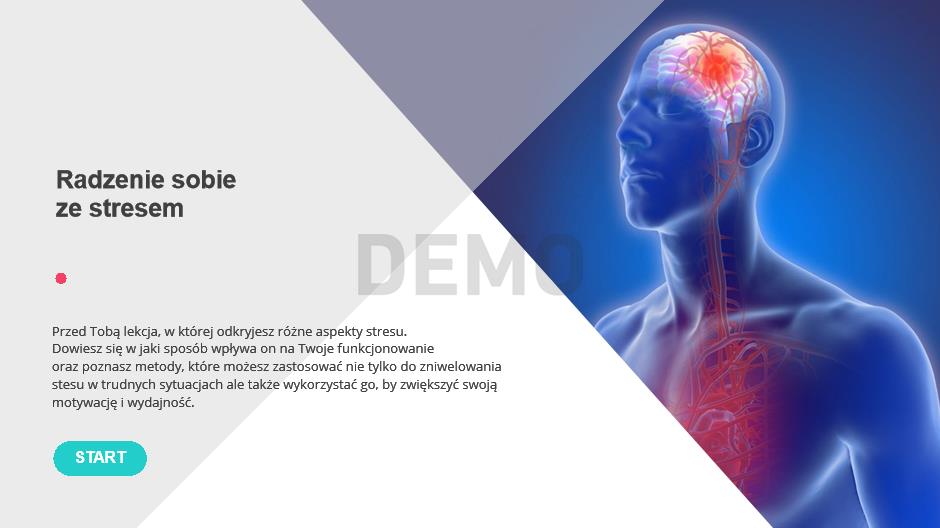 Radzenie sobie
ze stresem
DEMO
Przed Tobą lekcja, w której odkryjesz różne aspekty stresu.
Dowiesz się w jaki sposób wpływa on na Twoje funkcjonowanie
oraz poznasz metody, które możesz zastosować nie tylko do zniwelowania
stesu w trudnych sytuacjach ale także wykorzystać go, by zwiększyć swoją
motywację i wydajność.
START